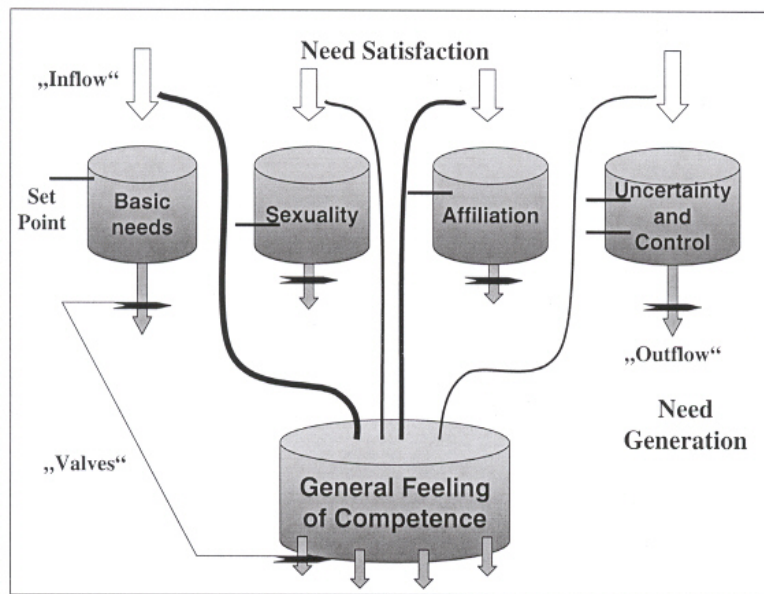 Need Satisfaction
„Inflow“
Set
Point
Basic
needs
Sexuality
Affiliation
Uncertainty
and
Control
„Outflow“
Need
Generation
„Valves“
General Feeling
of Competence